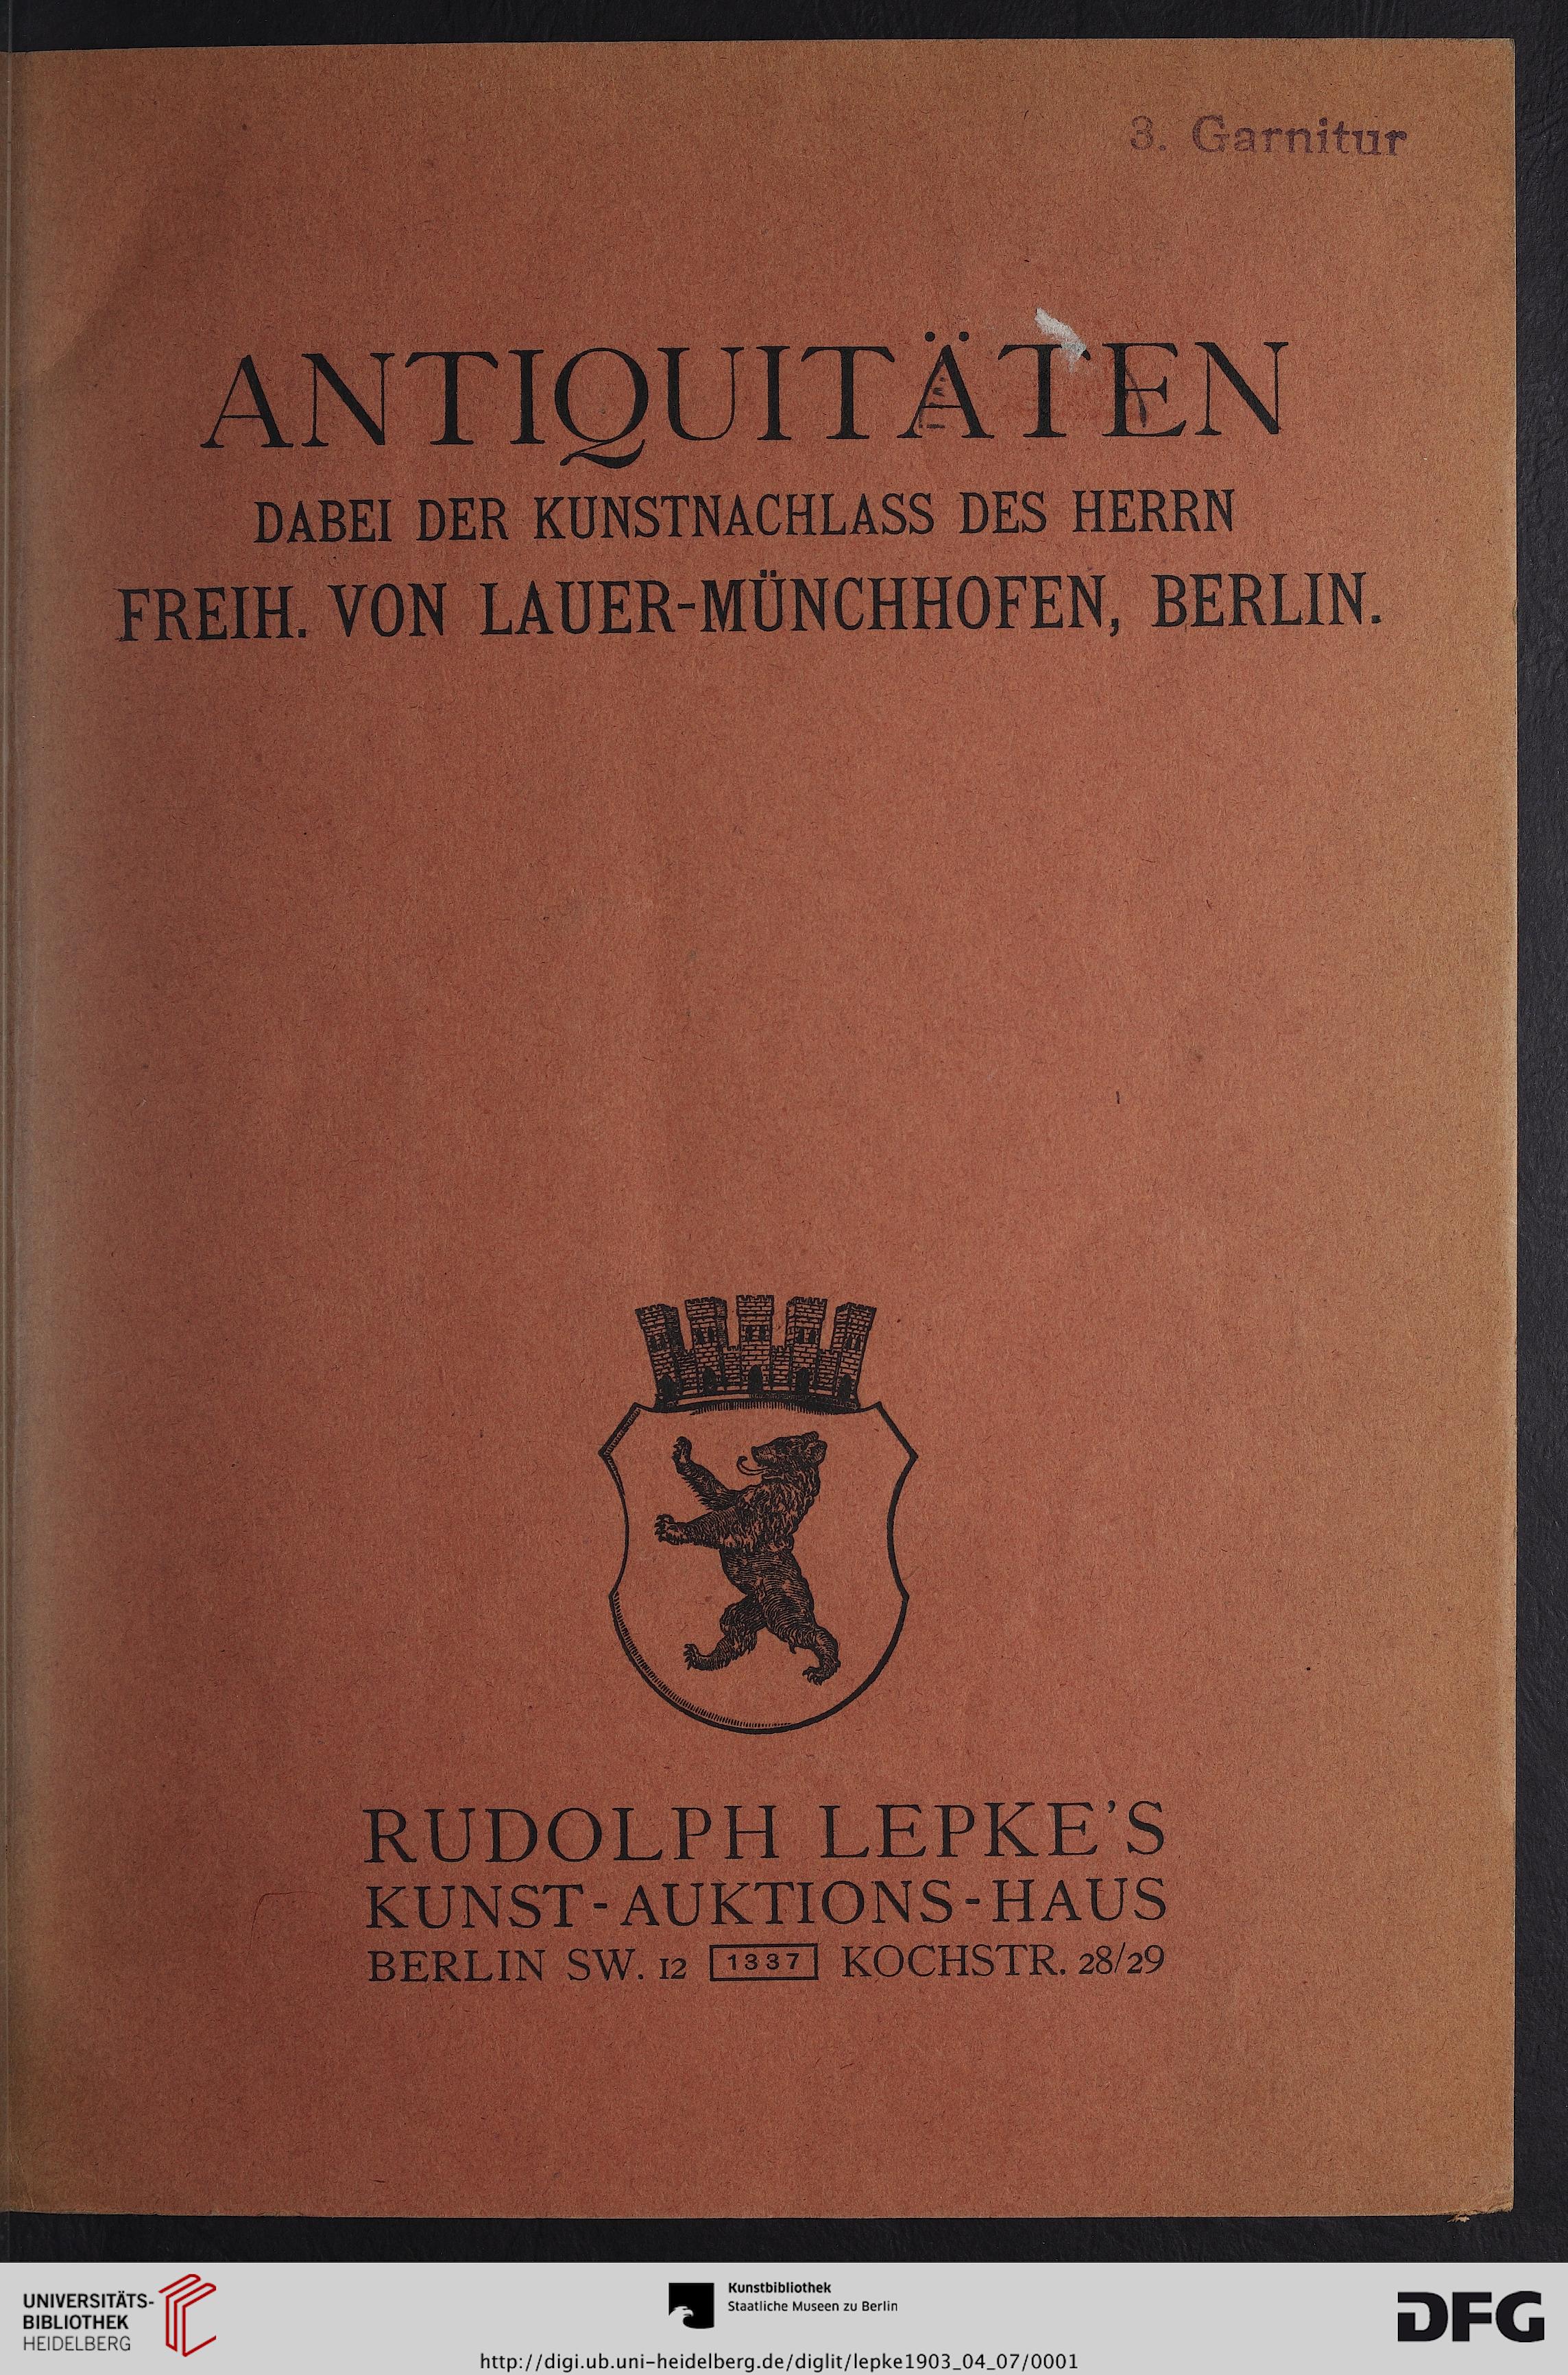 3. Garnitur
ANTIQUITÄTEN
DABEI DER KUNSTNACHLASS DES HERRN
FREIH. VON LAUER-MÜNCHHOFEN, BERLIN.
RUDOLPH LEPKE'S
KUNST-AUKTIONS-HAUS
BERLIN SW. 12 1337 KOCHSTR. 28/29
UNIVERSITÄTS-
BIBLIOTHEK
HEIDELBERG
Kunstbibliothek
Staatliche Museen zu Berlin
DFG
http://digi.ub.uni-heidelberg.de/diglit/lepke1903_04_07/0001